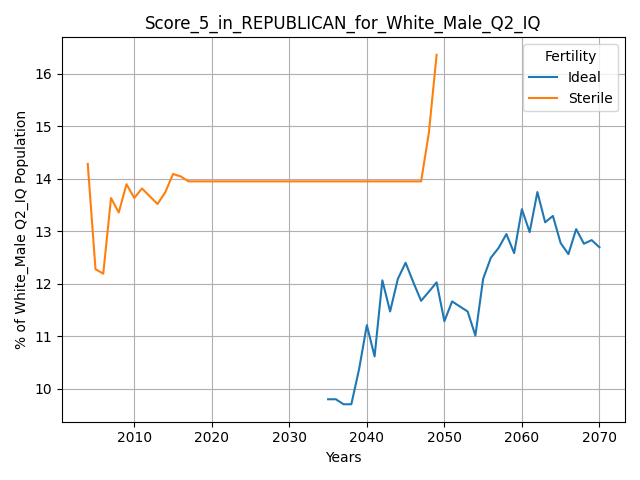 Score_5_in_REPUBLICAN_for_White_Male_Q2_IQ
Fertility
Ideal
Sterile
% of White_Male Q2_IQ Population
16
15
14
13
12
11
10
2010 2020 2030 2040 2050 2060 2070
Years